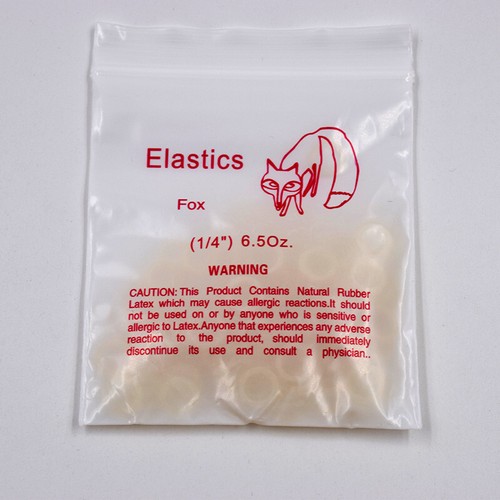 Elastics
Fox
(1/4") 6.5Oz.
WARNING
CAUTION: This Product Contains Natural Rubber
Latex which may cause allergic reactions.It should
not be used on or by anyone who is sensitive or
allergic to Latex.Anyone that experiences any adverse
reaction to the product, should immediately
discontinue its use and consult a physician..